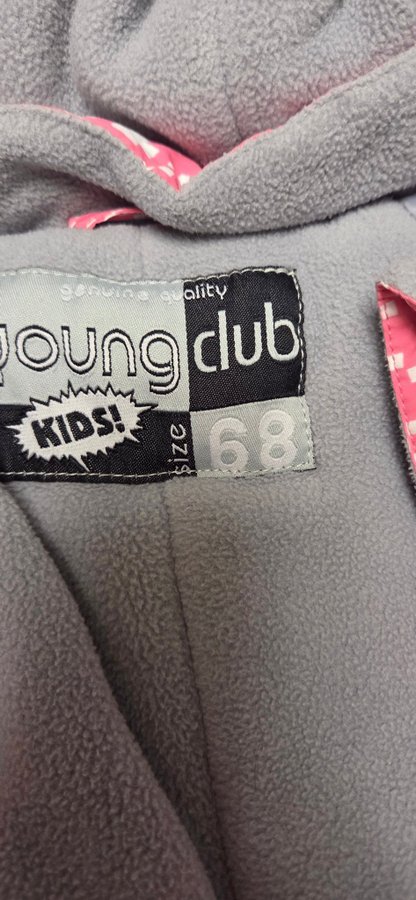 genuine quality
young club
KIDS!
size 68